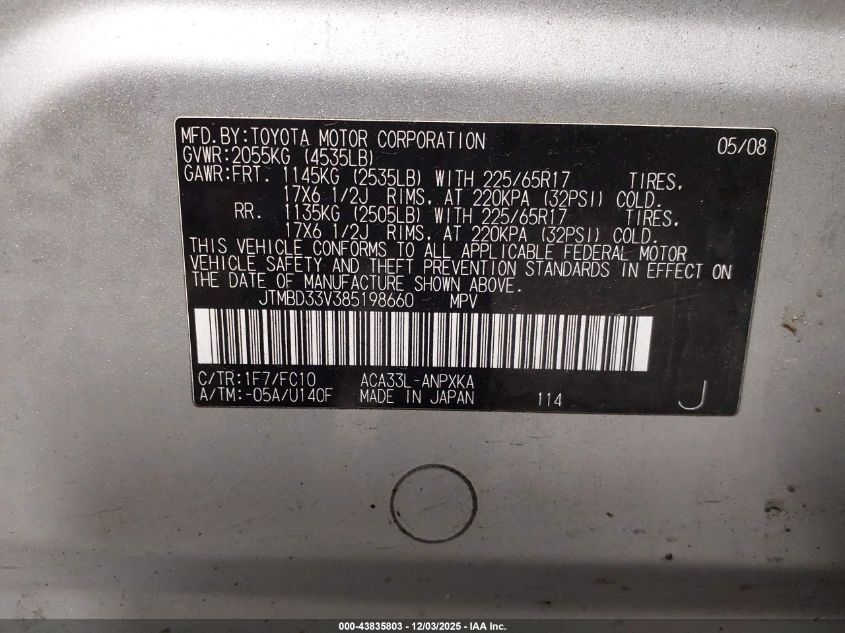 MFD.BY:TOYOTA MOTOR CORPORATION 05/08
GVWR:2055KG (4535LB)
GAWR:FRT. 1145KG (2535LB) WITH 225/65R17 TIRES,
17X6 1/2J RIMS, AT 220KPA (32PSI) COLD.
RR. 1135KG (2505LB) WITH 225/65R17 TIRES,
17X6 1/2J RIMS, AT 220KPA (32PSI) COLD.
THIS VEHICLE CONFORMS TO ALL APPLICABLE FEDERAL MOTOR
VEHICLE SAFETY AND THEFT PREVENTION STANDARDS IN EFFECT ON
THE DATE OF MANUFACTURE SHOWN ABOVE.
JTMBD33V385198660 MPV
C/TR:1F7/FC10 ACA33L-ANPXKA
A/TM:-05A/U140F MADE IN JAPAN 114 J
000-43835803 - 12/03/2025 - IAA Inc.